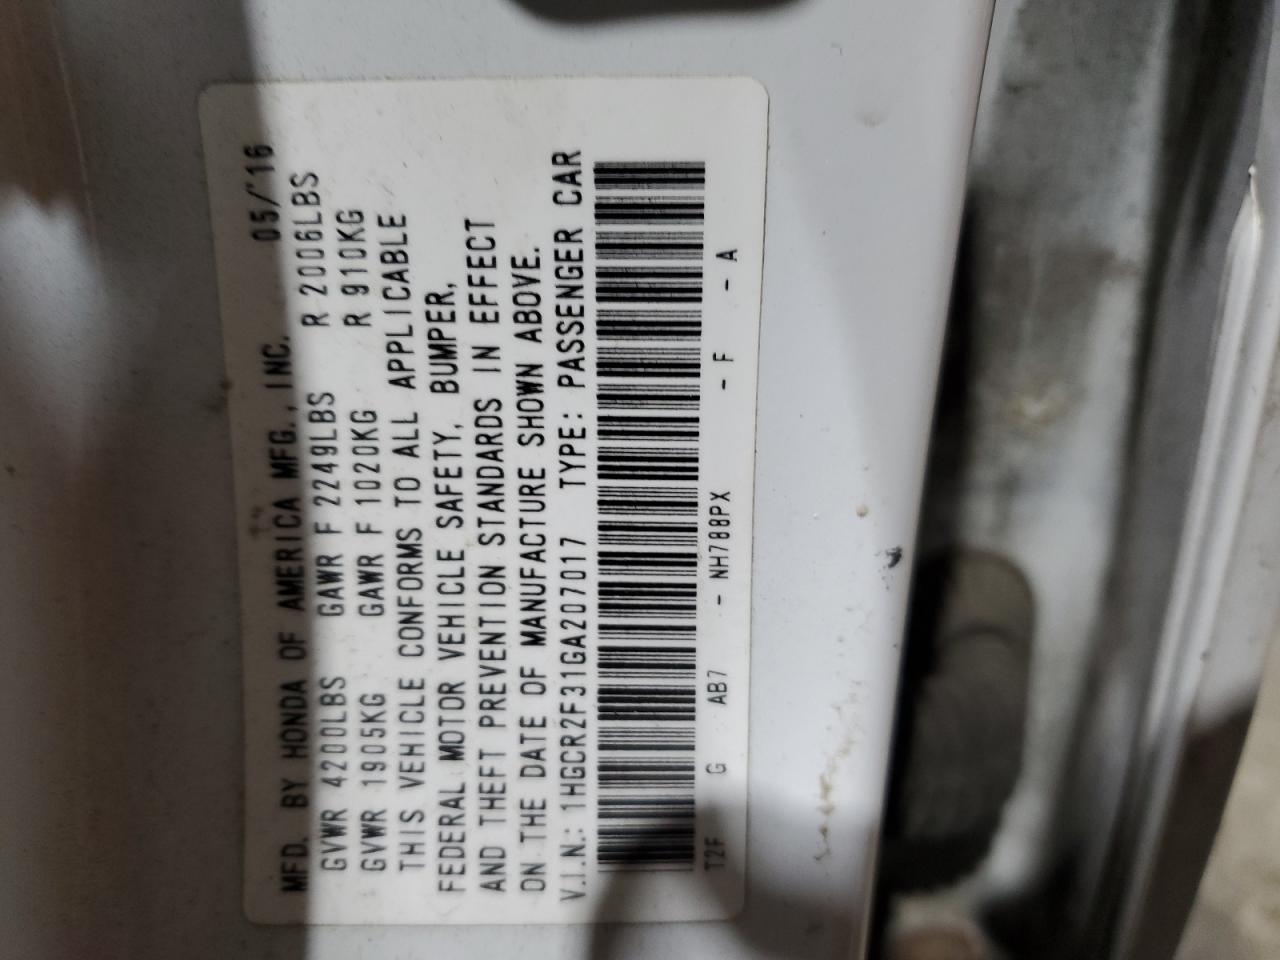 MFD. BY HONDA OF AMERICA MFG., INC. 05/'16
GVWR 4200LBS GAWR F 2249LBS R 2006LBS
GVWR 1905KG GAWR F 1020KG R 910KG
THIS VEHICLE CONFORMS TO ALL APPLICABLE
FEDERAL MOTOR VEHICLE SAFETY, BUMPER,
AND THEFT PREVENTION STANDARDS IN EFFECT
ON THE DATE OF MANUFACTURE SHOWN ABOVE.
V.I.N.: 1HGCR2F31GA207017 TYPE: PASSENGER CAR
T2F G AB7 - NH788PX - F - A